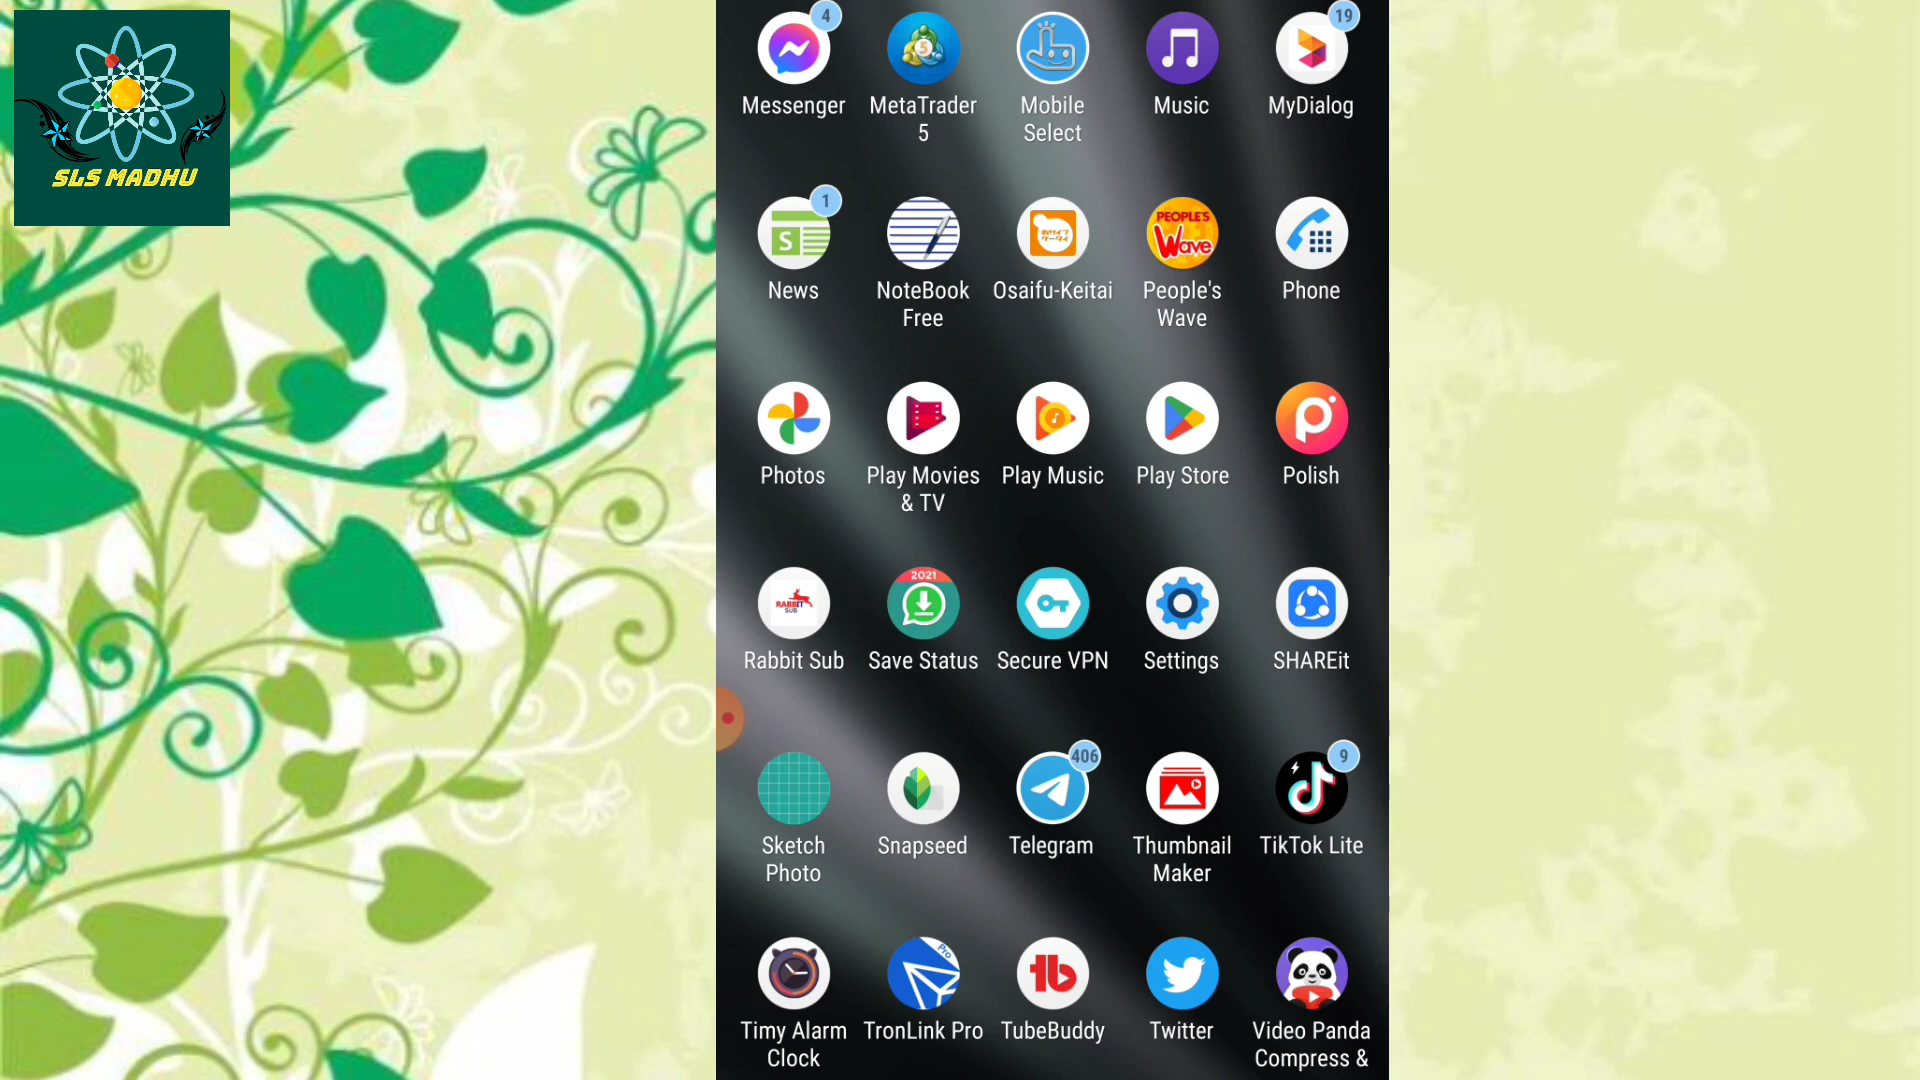 SLS MADHU
4
19
Messenger
MetaTrader
5
Mobile
Select
Music
MyDialog
1
S
PEOPLE'S
Wave
News
NoteBook
Free
Osaifu-Keitai
People's
Wave
Phone
Photos
Play Movies
& TV
Play Music
Play Store
Polish
RABBIT
SUB
2021
Rabbit Sub
Save Status
Secure VPN
Settings
SHAREit
406
9
Sketch
Photo
Snapseed
Telegram
Thumbnail
Maker
TikTok Lite
Pro
Timy Alarm
Clock
TronLink Pro
TubeBuddy
Twitter
Video Panda
Compress &